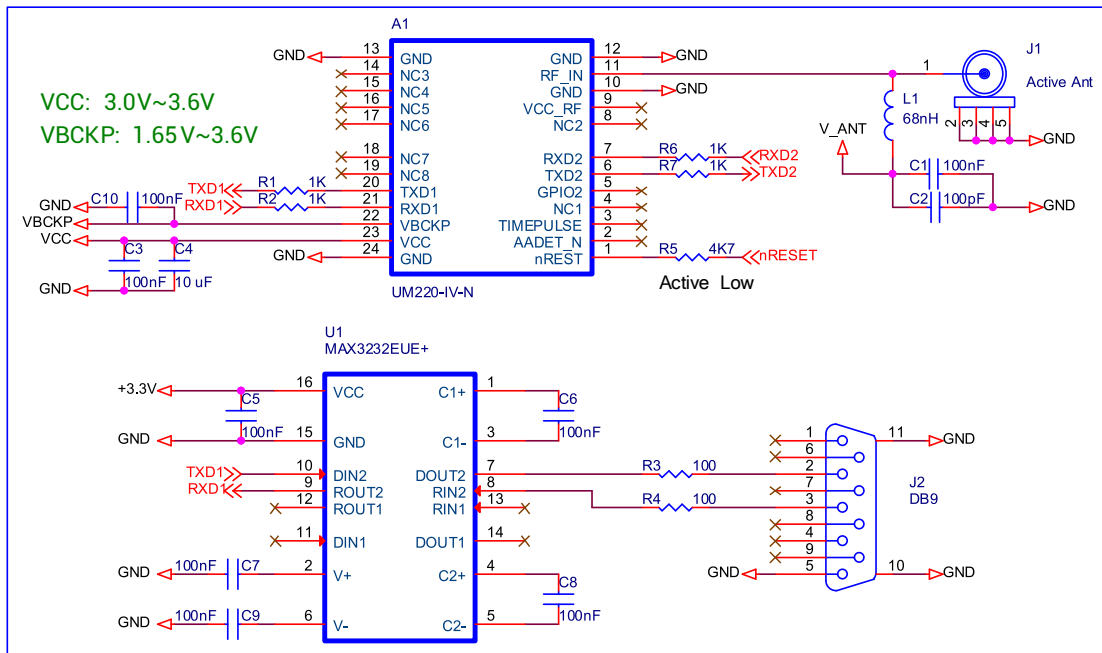 A1
GND 13 GND
14 NC3
15 NC4
16 NC5
17 NC6
18 NC7
19 NC8
TXD1 R1 1K 20 TXD1
RXD1 R2 1K 21 RXD1
GND C10 100nF
VBCKP 22 VBCKP
VCC 23 VCC
GND 24 GND
C3 C4
100nF 10 uF
GND
VCC: 3.0V~3.6V
VBCKP: 1.65V~3.6V
GND 12 GND
RF_IN 11
GND 10 GND
VCC_RF 9
NC2 8
RXD2 7 R6 1K RXD2
TXD2 6 R7 1K TXD2
GPIO2 5
NC1 4
TIMEPULSE 3
AADET_N 2
nREST 1 R5 4K7 nRESET
Active Low
UM220-IV-N
1
J1
Active Ant
2 3 4 5
GND
L1
68nH
V_ANT
C1 100nF
C2 100pF
GND
U1
MAX3232EUE+
+3.3V 16 VCC
C5
100nF
GND 15 GND
TXD1 10 DIN2
RXD1 9 ROUT2
12 ROUT1
11 DIN1
GND 100nF C7 2 V+
GND 100nF C9 6 V-
C1+ 1
C6
100nF
C1- 3
DOUT2 7 R3 100
RIN2 8 R4 100
RIN1 13
DOUT1 14
C2+ 4
C8
100nF
C2- 5
1
6
2
7
3
8
4
9
GND 5
11 GND
J2
DB9
10 GND